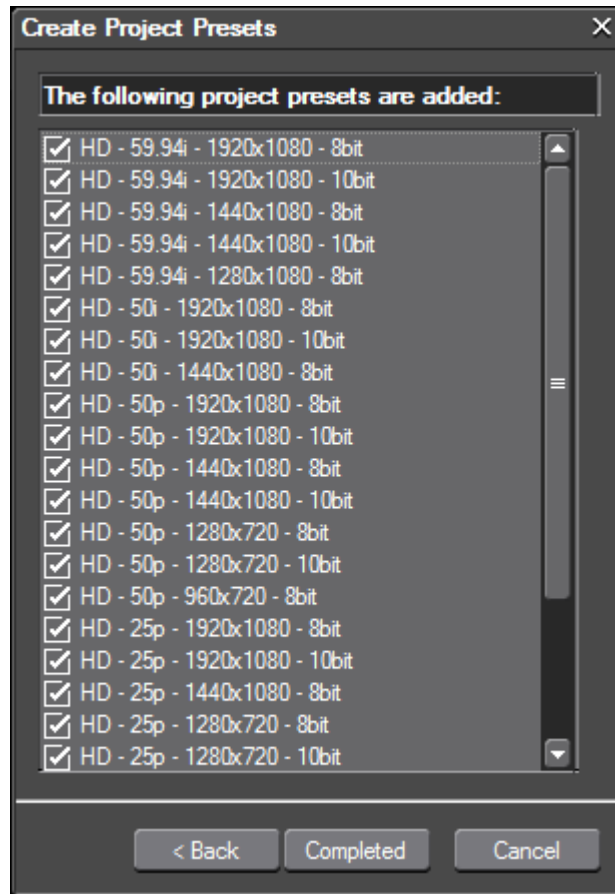 Create Project Presets
The following project presets are added:
HD - 59.94i - 1920x1080 - 8bit
HD - 59.94i - 1920x1080 - 10bit
HD - 59.94i - 1440x1080 - 8bit
HD - 59.94i - 1440x1080 - 10bit
HD - 59.94i - 1280x1080 - 8bit
HD - 50i - 1920x1080 - 8bit
HD - 50i - 1920x1080 - 10bit
HD - 50i - 1440x1080 - 8bit
HD - 50p - 1920x1080 - 8bit
HD - 50p - 1920x1080 - 10bit
HD - 50p - 1440x1080 - 8bit
HD - 50p - 1440x1080 - 10bit
HD - 50p - 1280x720 - 8bit
HD - 50p - 1280x720 - 10bit
HD - 50p - 960x720 - 8bit
HD - 25p - 1920x1080 - 8bit
HD - 25p - 1920x1080 - 10bit
HD - 25p - 1440x1080 - 8bit
HD - 25p - 1280x720 - 8bit
HD - 25p - 1280x720 - 10bit
< Back Completed Cancel